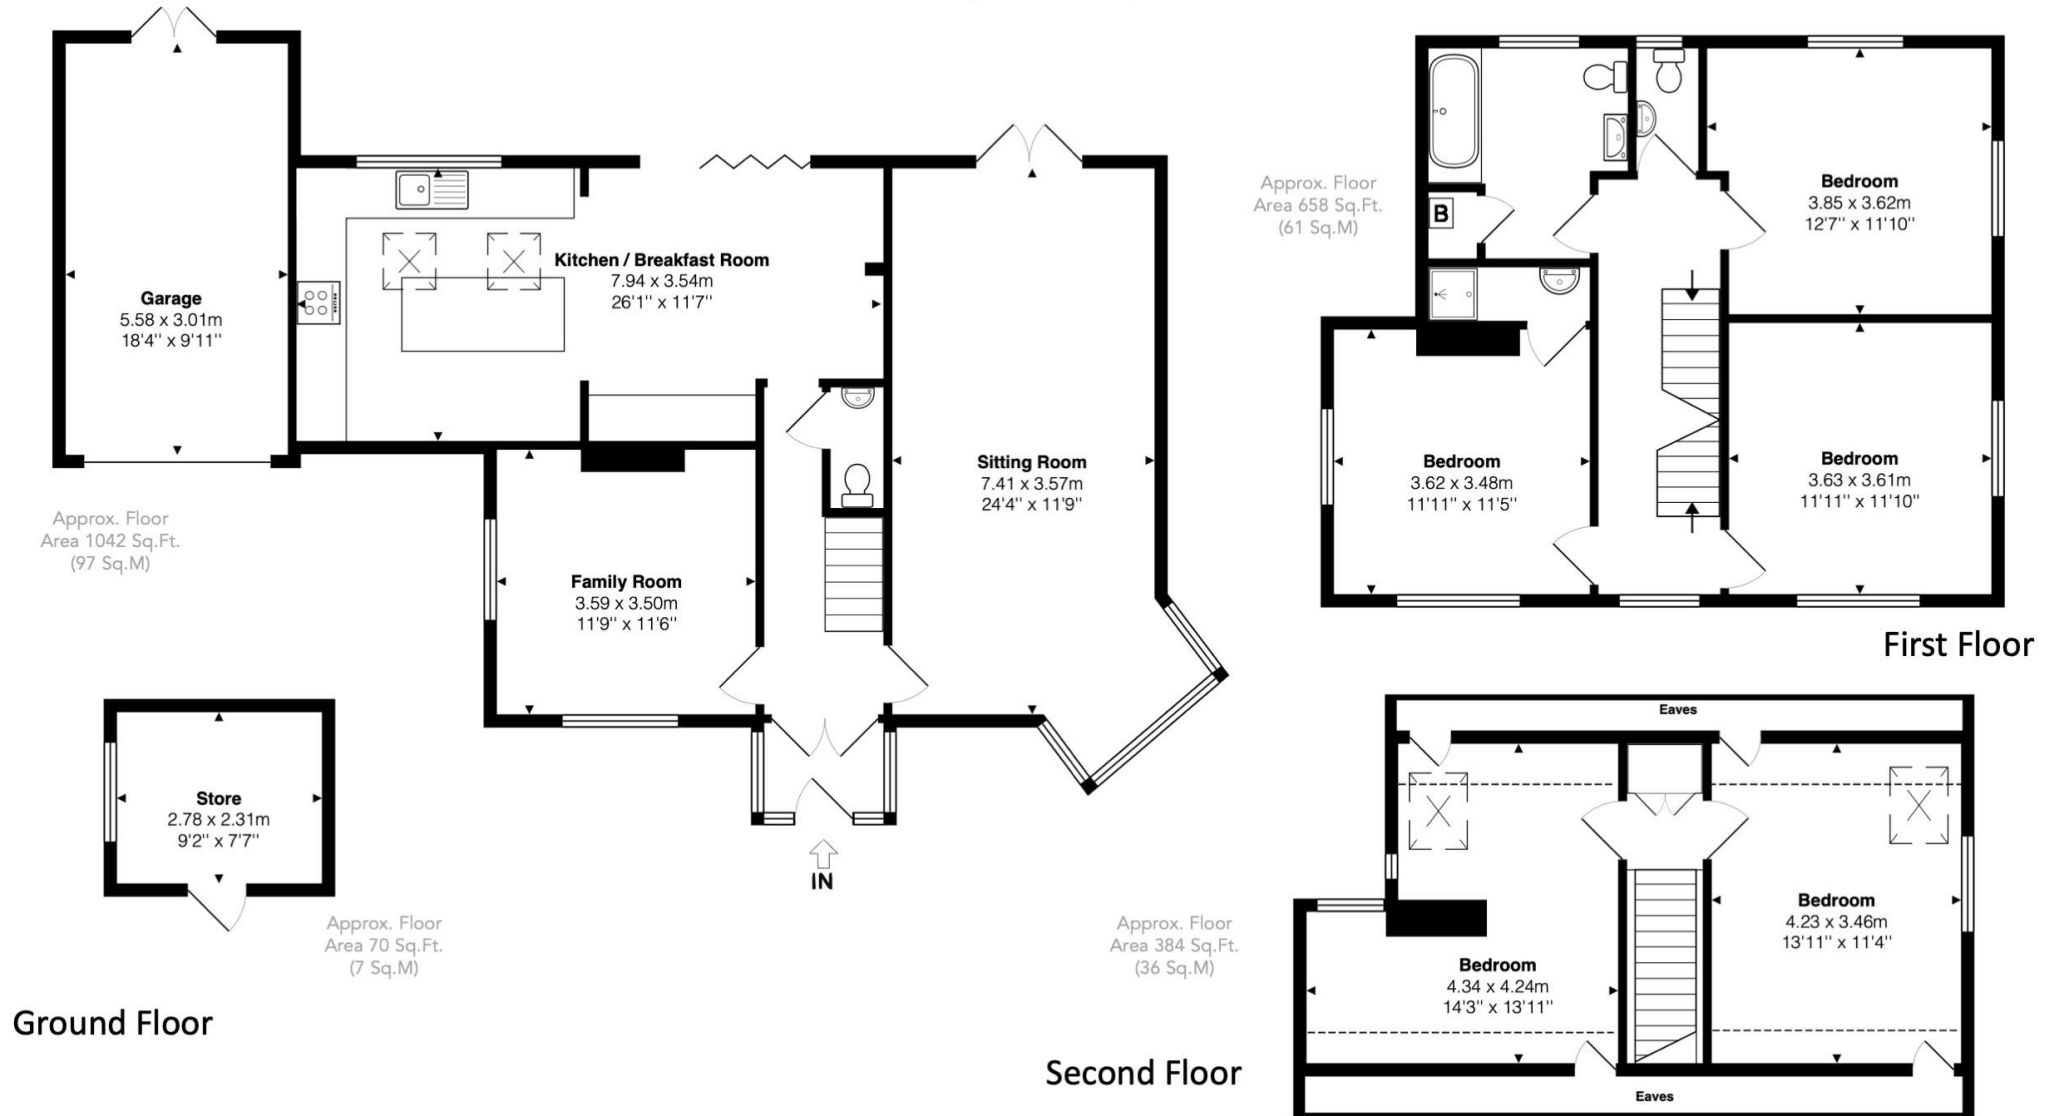 Garage
5.58 x 3.01m
18'4" x 9'11"
Kitchen / Breakfast Room
7.94 x 3.54m
26'1" x 11'7"
Sitting Room
7.41 x 3.57m
24'4" x 11'9"
Family Room
3.59 x 3.50m
11'9" x 11'6"
Approx. Floor
Area 1042 Sq.Ft.
(97 Sq.M)
Store
2.78 x 2.31m
9'2" x 7'7"
Approx. Floor
Area 70 Sq.Ft.
(7 Sq.M)
IN
Ground Floor
Approx. Floor
Area 658 Sq.Ft.
(61 Sq.M)
B
Bedroom
3.85 x 3.62m
12'7" x 11'10"
Bedroom
3.62 x 3.48m
11'11" x 11'5"
Bedroom
3.63 x 3.61m
11'11" x 11'10"
First Floor
Approx. Floor
Area 384 Sq.Ft.
(36 Sq.M)
Eaves
Bedroom
4.23 x 3.46m
13'11" x 11'4"
Bedroom
4.34 x 4.24m
14'3" x 13'11"
Eaves
Second Floor